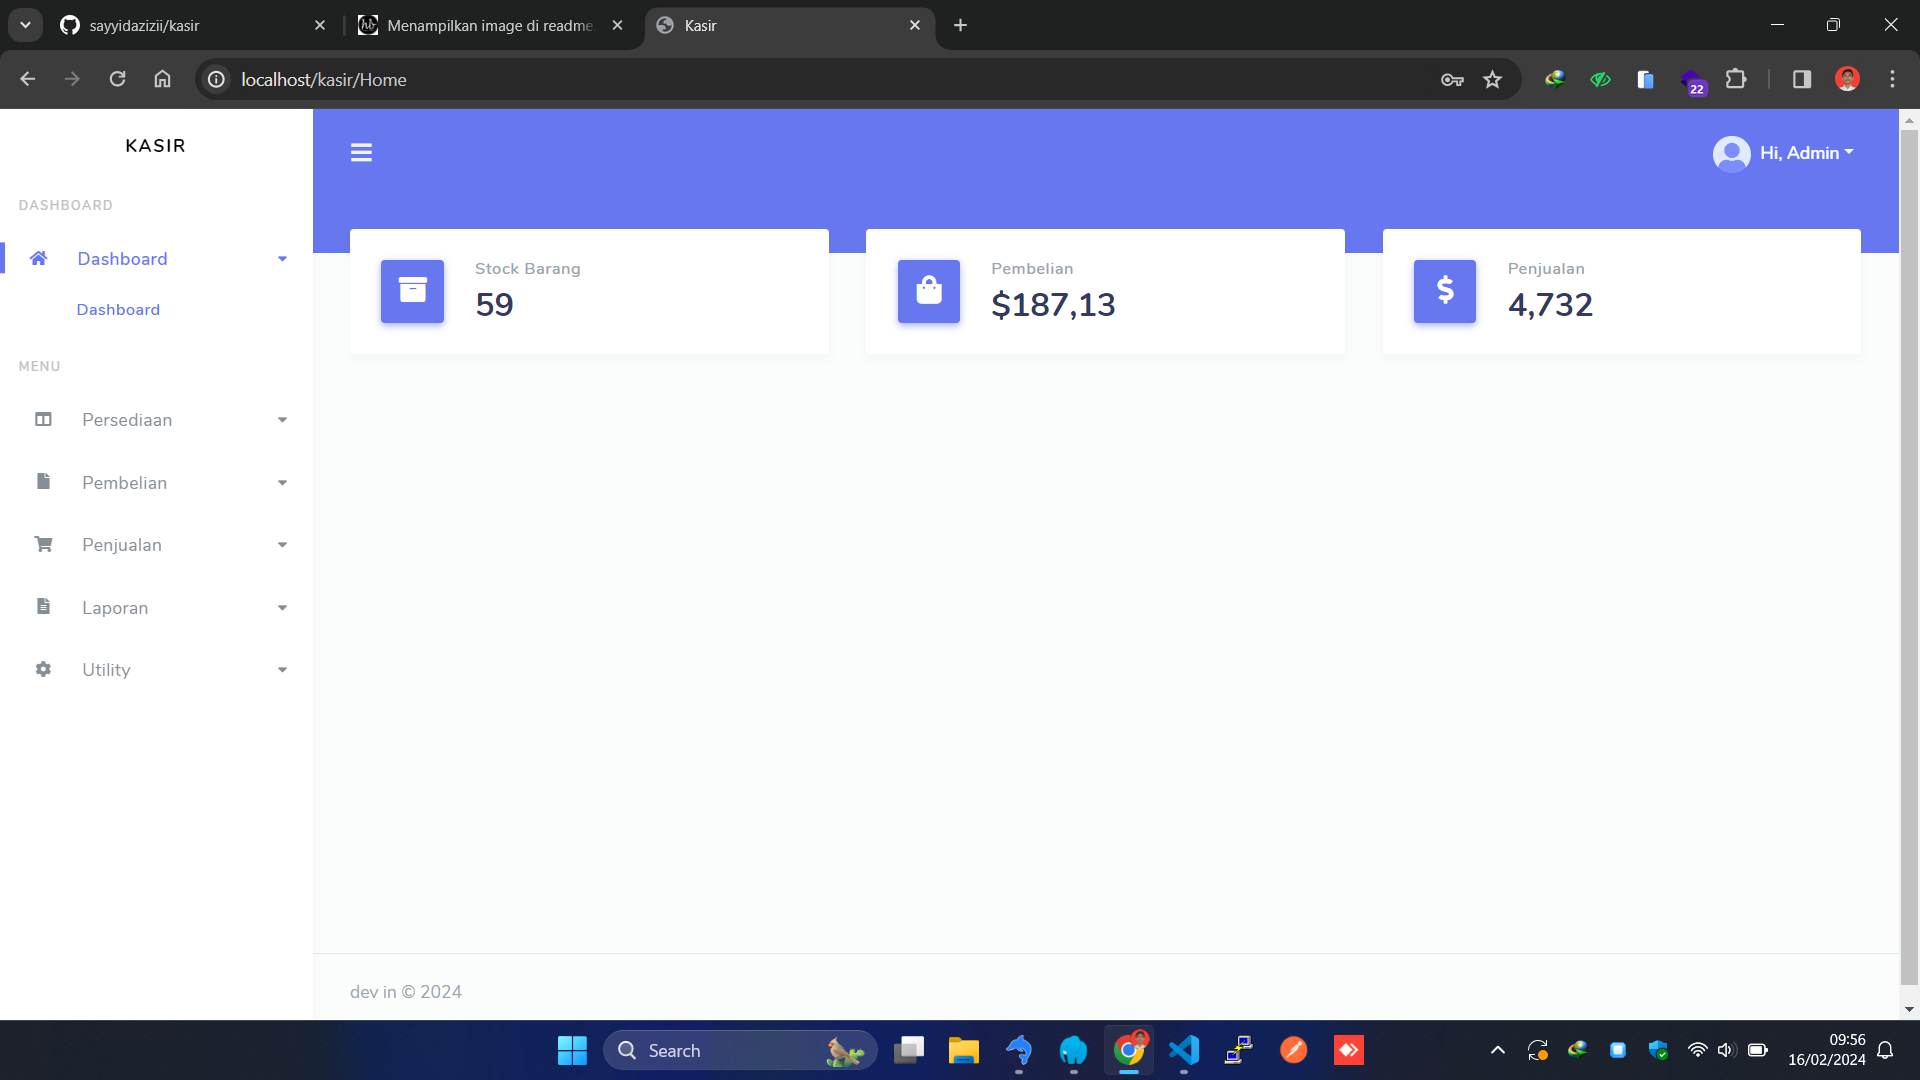 sayyidazizii/kasir
Menampilkan image di readme.
Kasir
localhost/kasir/Home
22
KASIR
Hi, Admin
DASHBOARD
Dashboard
Dashboard
MENU
Persediaan
Pembelian
Penjualan
Laporan
Utility
Stock Barang
59
Pembelian
$187,13
Penjualan
4,732
dev in © 2024
Search
09:56
16/02/2024